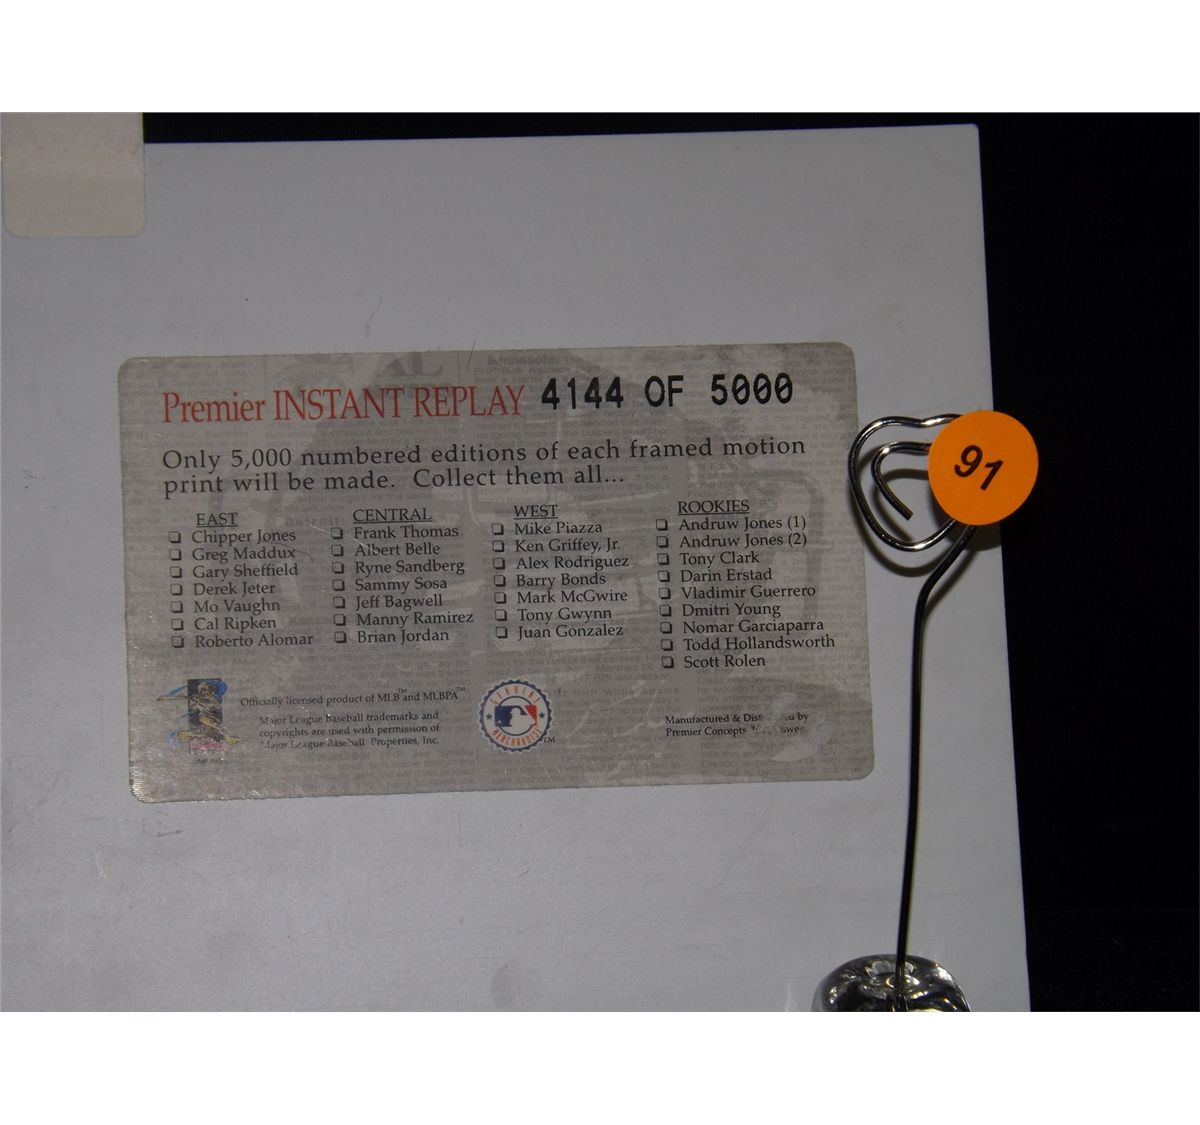 Premier INSTANT REPLAY 4144 OF 5000
Only 5,000 numbered editions of each framed motion
print will be made. Collect them all...
EAST
❏ Chipper Jones
❏ Greg Maddux
❏ Gary Sheffield
❏ Derek Jeter
❏ Mo Vaughn
❏ Cal Ripken
❏ Roberto Alomar
CENTRAL
❏ Frank Thomas
❏ Albert Belle
❏ Ryne Sandberg
❏ Sammy Sosa
❏ Jeff Bagwell
❏ Manny Ramirez
❏ Brian Jordan
WEST
❏ Mike Piazza
❏ Ken Griffey, Jr.
❏ Alex Rodriguez
❏ Barry Bonds
❏ Mark McGwire
❏ Tony Gwynn
❏ Juan Gonzalez
ROOKIES
❏ Andruw Jones (1)
❏ Andruw Jones (2)
❏ Tony Clark
❏ Darin Erstad
❏ Vladimir Guerrero
❏ Dmitri Young
❏ Nomar Garciaparra
❏ Todd Hollandsworth
❏ Scott Rolen
Officially licensed product of MLB™ and MLBPA™
Major League Baseball trademarks and
copyrights are used with permission of
Major League Baseball Properties, Inc.
GENUINE
MERCHANDISE
TM
Manufactured & by
Premier Concepts
91